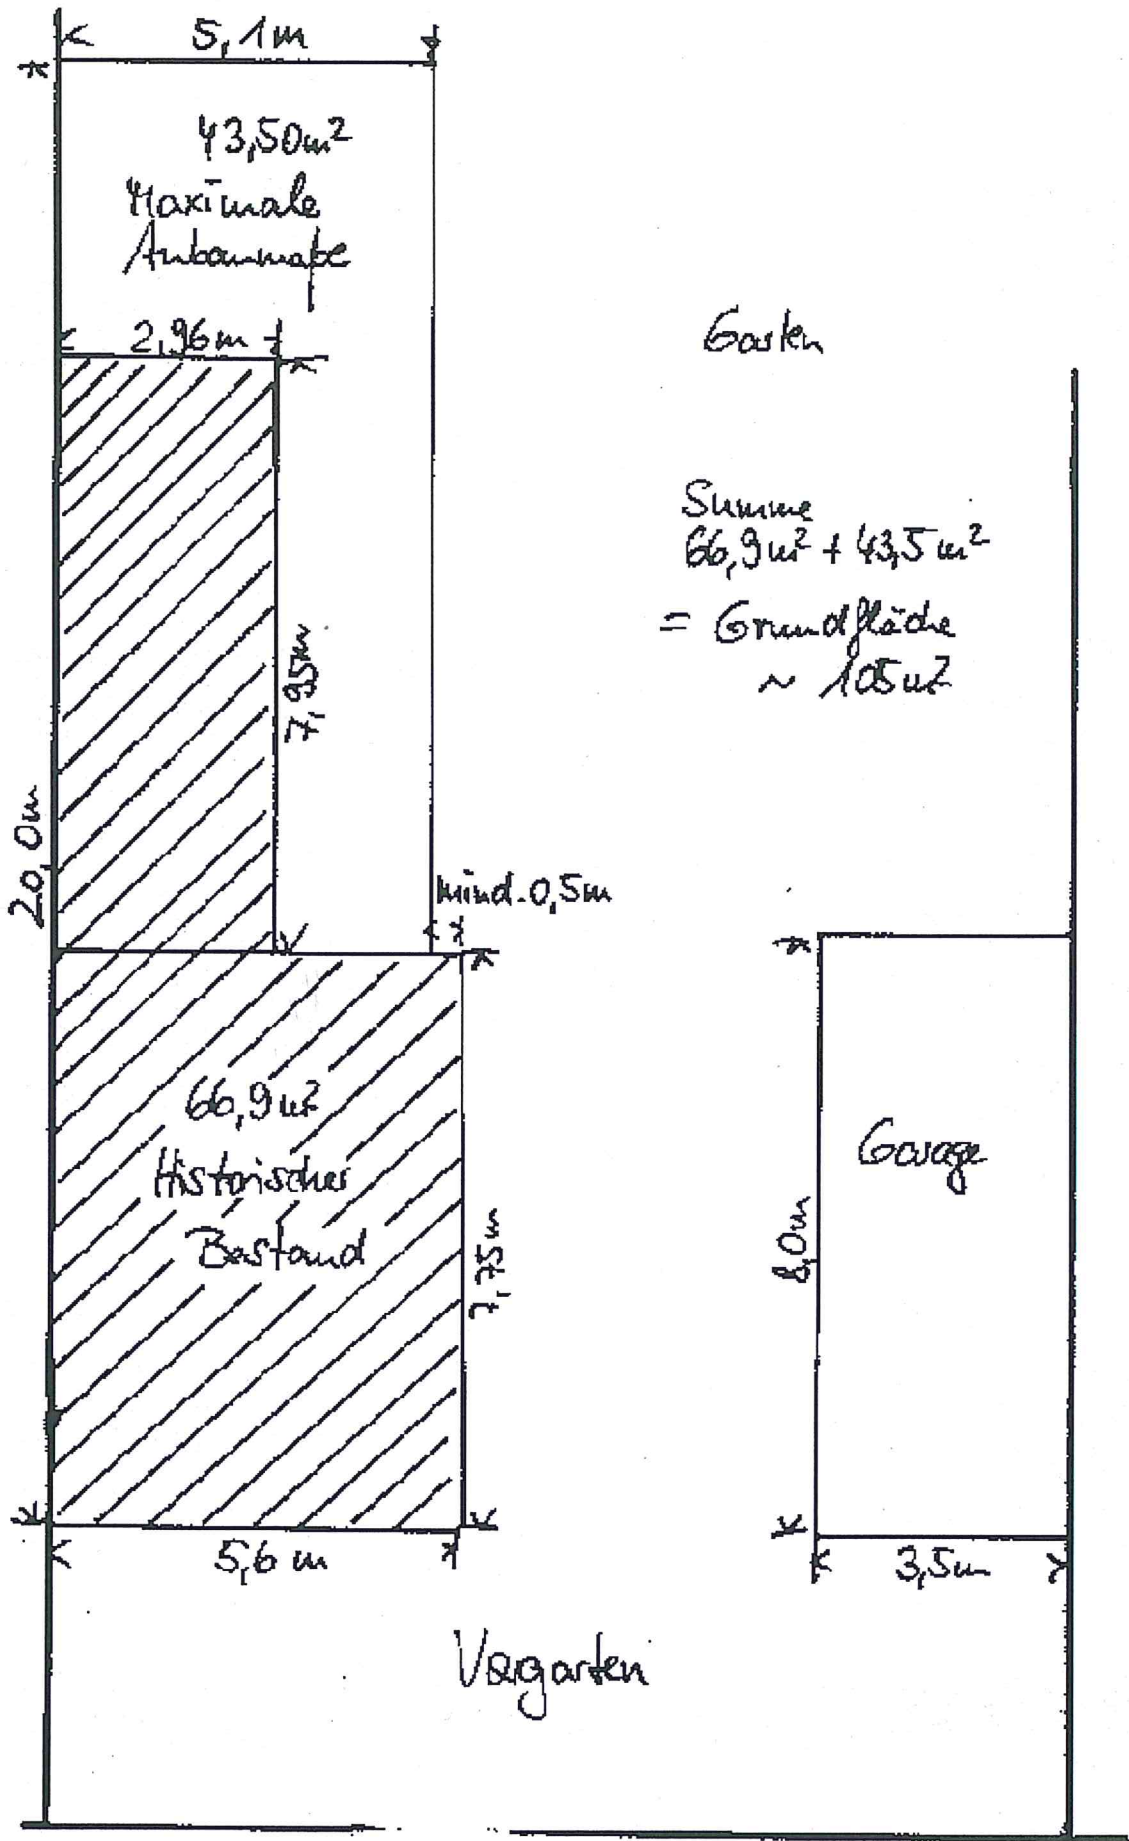 5,1m
43,50m²
Maximale
Anbaumaße
2,96m
Garten
Summe
66,9m² + 43,5m²
= Grundfläche
~ 105m²
7,95m
20,0m
mind. 0,5m
66,9m²
Historischer
Bestand
7,75m
Garage
8,0m
5,6m
3,5m
Vorgarten